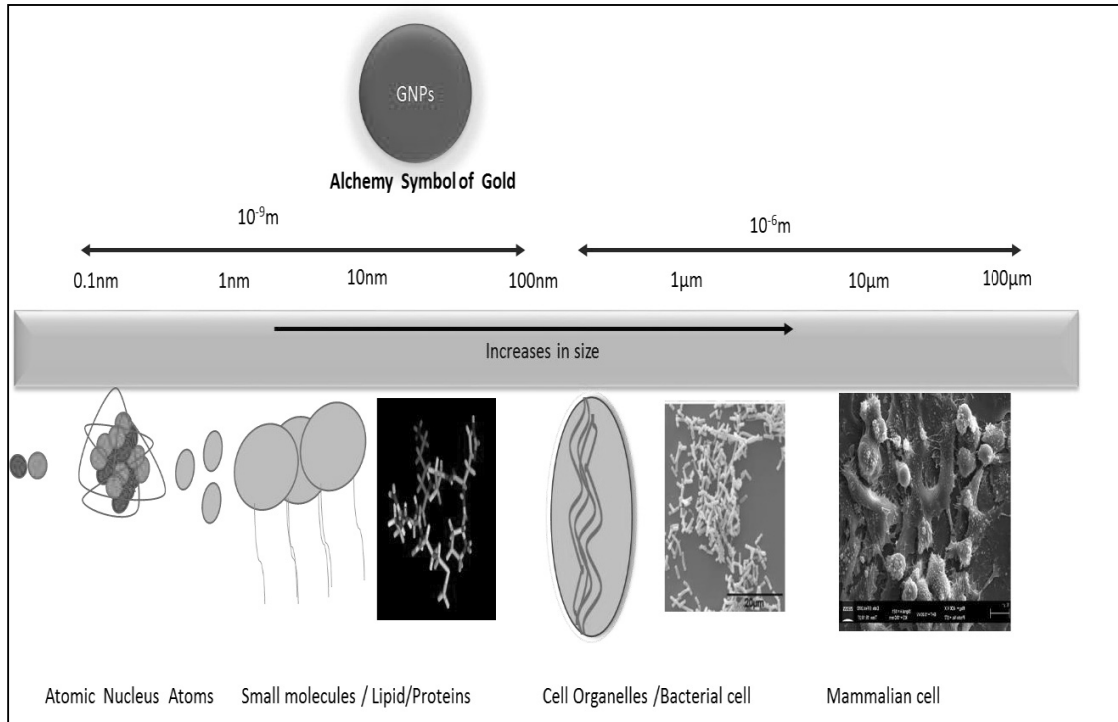 GNPs
Alchemy Symbol of Gold
10⁻⁹m 10⁻⁶m
0.1nm 1nm 10nm 100nm 1µm 10µm 100µm
Increases in size
20µm
Atomic Nucleus Atoms Small molecules / Lipid/Proteins Cell Organelles /Bacterial cell Mammalian cell